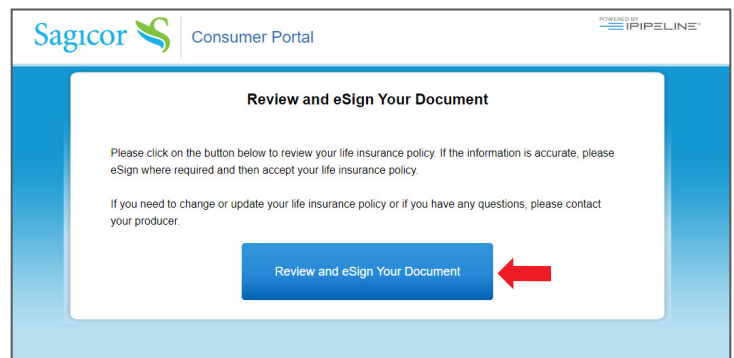 Sagicor
Consumer Portal
POWERED BY
IPIPELINE
Review and eSign Your Document
Please click on the button below to review your life insurance policy. If the information is accurate, please
eSign where required and then accept your life insurance policy.
If you need to change or update your life insurance policy or if you have any questions, please contact
your producer.
Review and eSign Your Document